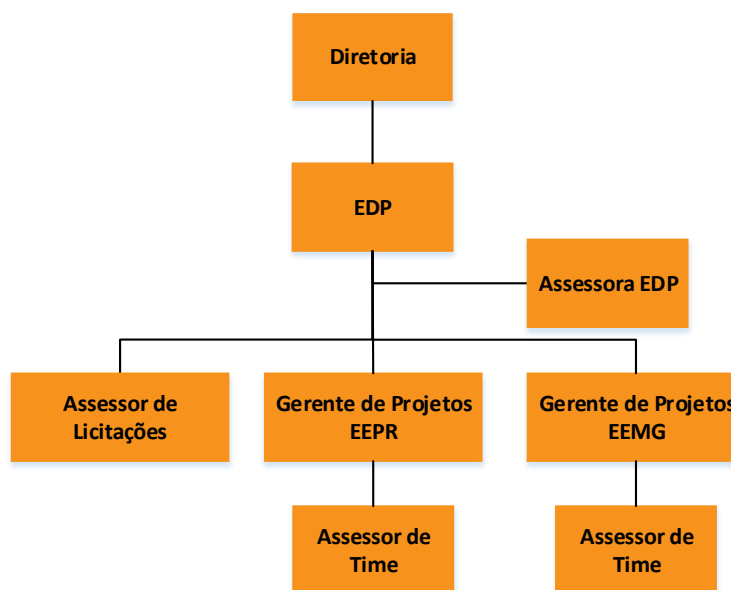 Diretoria
EDP
Assessora EDP
Assessor de
Licitações
Gerente de Projetos
EEPR
Gerente de Projetos
EEMG
Assessor de
Time
Assessor de
Time